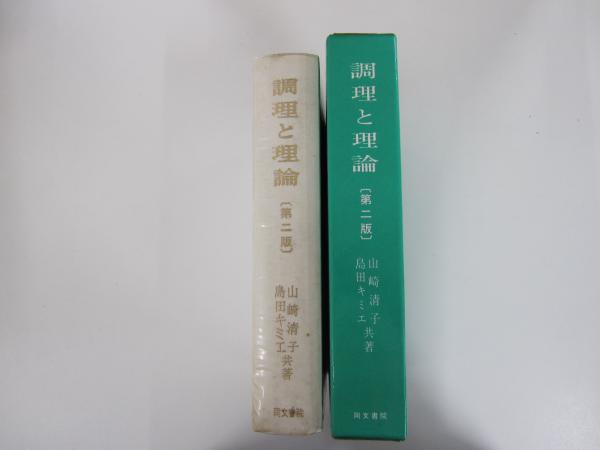 調理と理論
〔第二版〕
山崎清子
島田キミエ
共著
同文書院
調理と理論
〔第二版〕
山崎清子
島田キミエ
共著
同文書院